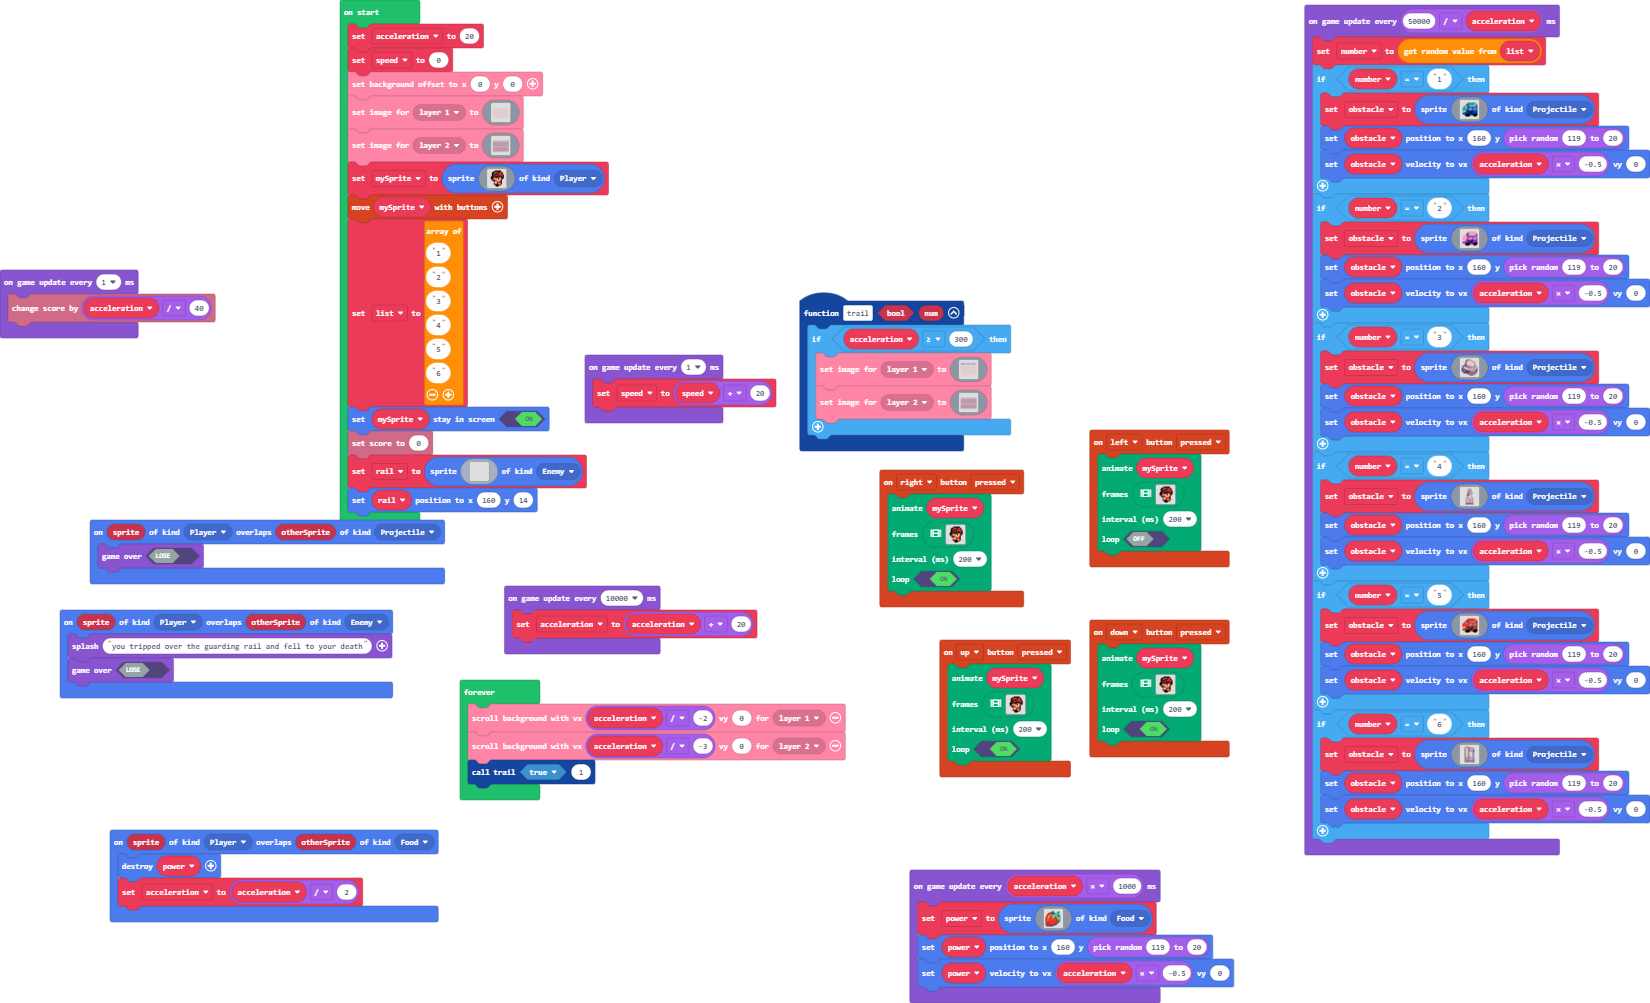 on start
set acceleration to 20
set speed to 0
set background offset to x 0 y 0
set image for layer 1 to
set image for layer 2 to
set mySprite to sprite of kind Player
move mySprite with buttons
set list to array of "1" "2" "3" "4" "5" "6"
set mySprite stay in screen ON
set score to 0
set rail to sprite of kind Enemy
set rail position to x 160 y 14
on game update every 1 ms
change score by acceleration / 40
on game update every 1 ms
set speed to speed + 20
function trail bool num
if acceleration ≥ 300 then
set image for layer 1 to
set image for layer 2 to
on right button pressed
animate mySprite
frames
interval (ms) 200
loop ON
on left button pressed
animate mySprite
frames
interval (ms) 200
loop OFF
on sprite of kind Player overlaps otherSprite of kind Projectile
game over LOSE
on sprite of kind Player overlaps otherSprite of kind Enemy
splash "you tripped over the guarding rail and fell to your death"
game over LOSE
on game update every 10000 ms
set acceleration to acceleration + 20
forever
scroll background with vx acceleration / -2 vy 0 for layer 1
scroll background with vx acceleration / -3 vy 0 for layer 2
call trail true 1
on up button pressed
animate mySprite
frames
interval (ms) 200
loop ON
on down button pressed
animate mySprite
frames
interval (ms) 200
loop ON
on sprite of kind Player overlaps otherSprite of kind Food
destroy power
set acceleration to acceleration / 2
on game update every acceleration × 1000 ms
set power to sprite of kind Food
set power position to x 160 y pick random 119 to 20
set power velocity to vx acceleration × -0.5 vy 0
on game update every 50000 / acceleration ms
set number to get random value from list
if number = "1" then
set obstacle to sprite of kind Projectile
set obstacle position to x 160 y pick random 119 to 20
set obstacle velocity to vx acceleration × -0.5 vy 0
if number = "2" then
set obstacle to sprite of kind Projectile
set obstacle position to x 160 y pick random 119 to 20
set obstacle velocity to vx acceleration × -0.5 vy 0
if number = "3" then
set obstacle to sprite of kind Projectile
set obstacle position to x 160 y pick random 119 to 20
set obstacle velocity to vx acceleration × -0.5 vy 0
if number = "4" then
set obstacle to sprite of kind Projectile
set obstacle position to x 160 y pick random 119 to 20
set obstacle velocity to vx acceleration × -0.5 vy 0
if number = "5" then
set obstacle to sprite of kind Projectile
set obstacle position to x 160 y pick random 119 to 20
set obstacle velocity to vx acceleration × -0.5 vy 0
if number = "6" then
set obstacle to sprite of kind Projectile
set obstacle position to x 160 y pick random 119 to 20
set obstacle velocity to vx acceleration × -0.5 vy 0